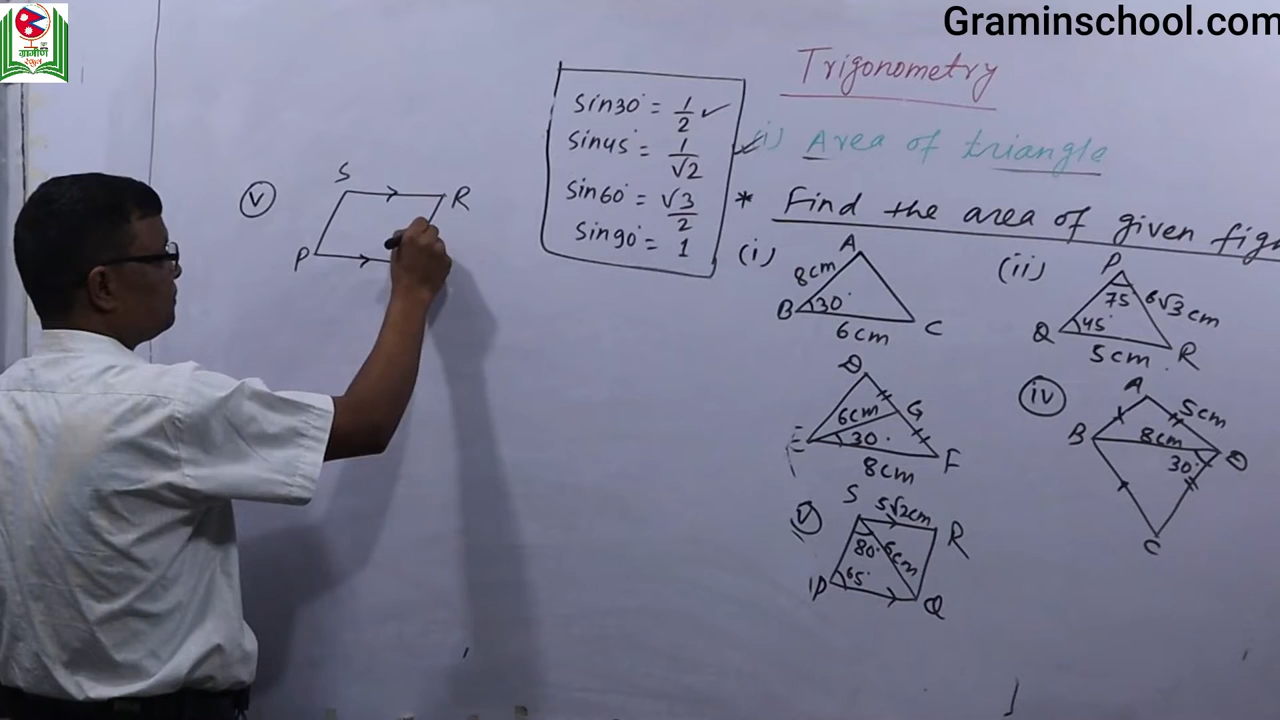 Graminschool.com
ग्रामीण
Trigonometry
(i) Area of triangle
* Find the area of given fig
sin30° = 1/2 ✓
sin45° = 1/√2
sin60° = √3/2
sin90° = 1
(v)
S
R
P
(i)
A
8cm
B
30°
6cm
C
(ii)
P
75
6√3cm
Q
45°
5cm
R
D
6cm
G
E
30°
8cm
F
(iv)
A
5cm
B
8cm
30°
D
C
(v)
S
5√2cm
R
80°
6cm
P
65°
Q